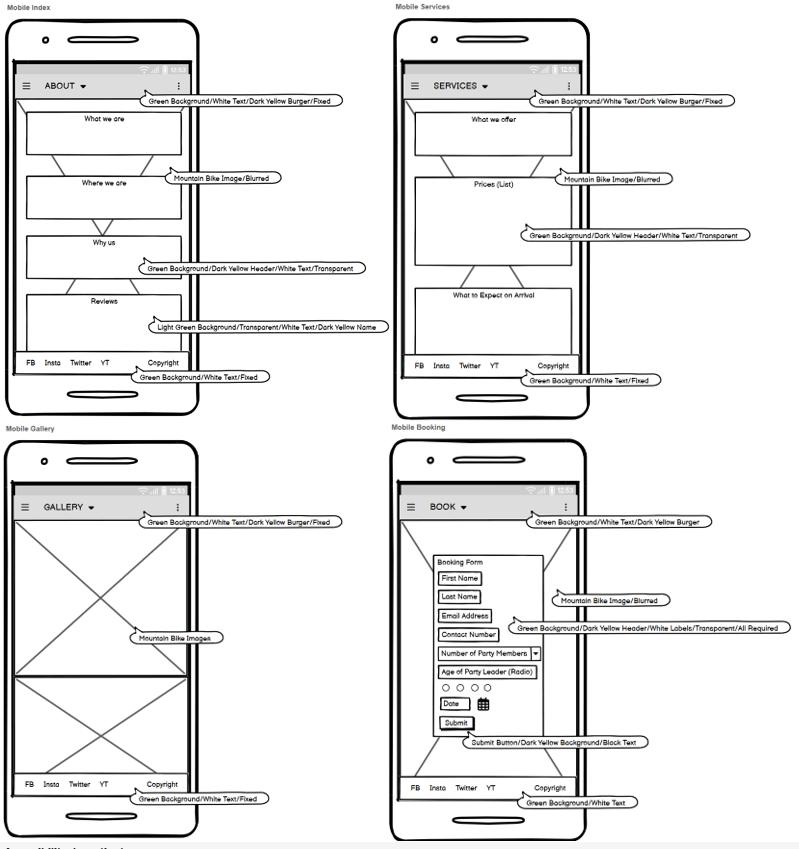 Mobile Index
12:53
ABOUT
Green Background/White Text/Dark Yellow Burger/Fixed
What we are
Mountain Bike Image/Blurred
Where we are
Why us
Green Background/Dark Yellow Header/White Text/Transparent
Reviews
Light Green Background/Transparent/White Text/Dark Yellow Name
FB Insta Twitter YT Copyright
Green Background/White Text/Fixed
Mobile Services
12:53
SERVICES
Green Background/White Text/Dark Yellow Burger/Fixed
What we offer
Mountain Bike Image/Blurred
Prices (List)
Green Background/Dark Yellow Header/White Text/Transparent
What to Expect on Arrival
FB Insta Twitter YT Copyright
Green Background/White Text/Fixed
Mobile Gallery
12:53
GALLERY
Green Background/White Text/Dark Yellow Burger/Fixed
Mountain Bike Images
FB Insta Twitter YT Copyright
Green Background/White Text/Fixed
Mobile Booking
12:53
BOOK
Green Background/White Text/Dark Yellow Burger
Booking Form
First Name
Last Name
Mountain Bike Image/Blurred
Email Address
Green Background/Dark Yellow Header/White Labels/Transparent/All Required
Contact Number
Number of Party Members
Age of Party Leader (Radio)
Date
Submit
Submit Button/Dark Yellow Background/Black Text
FB Insta Twitter YT Copyright
Green Background/White Text